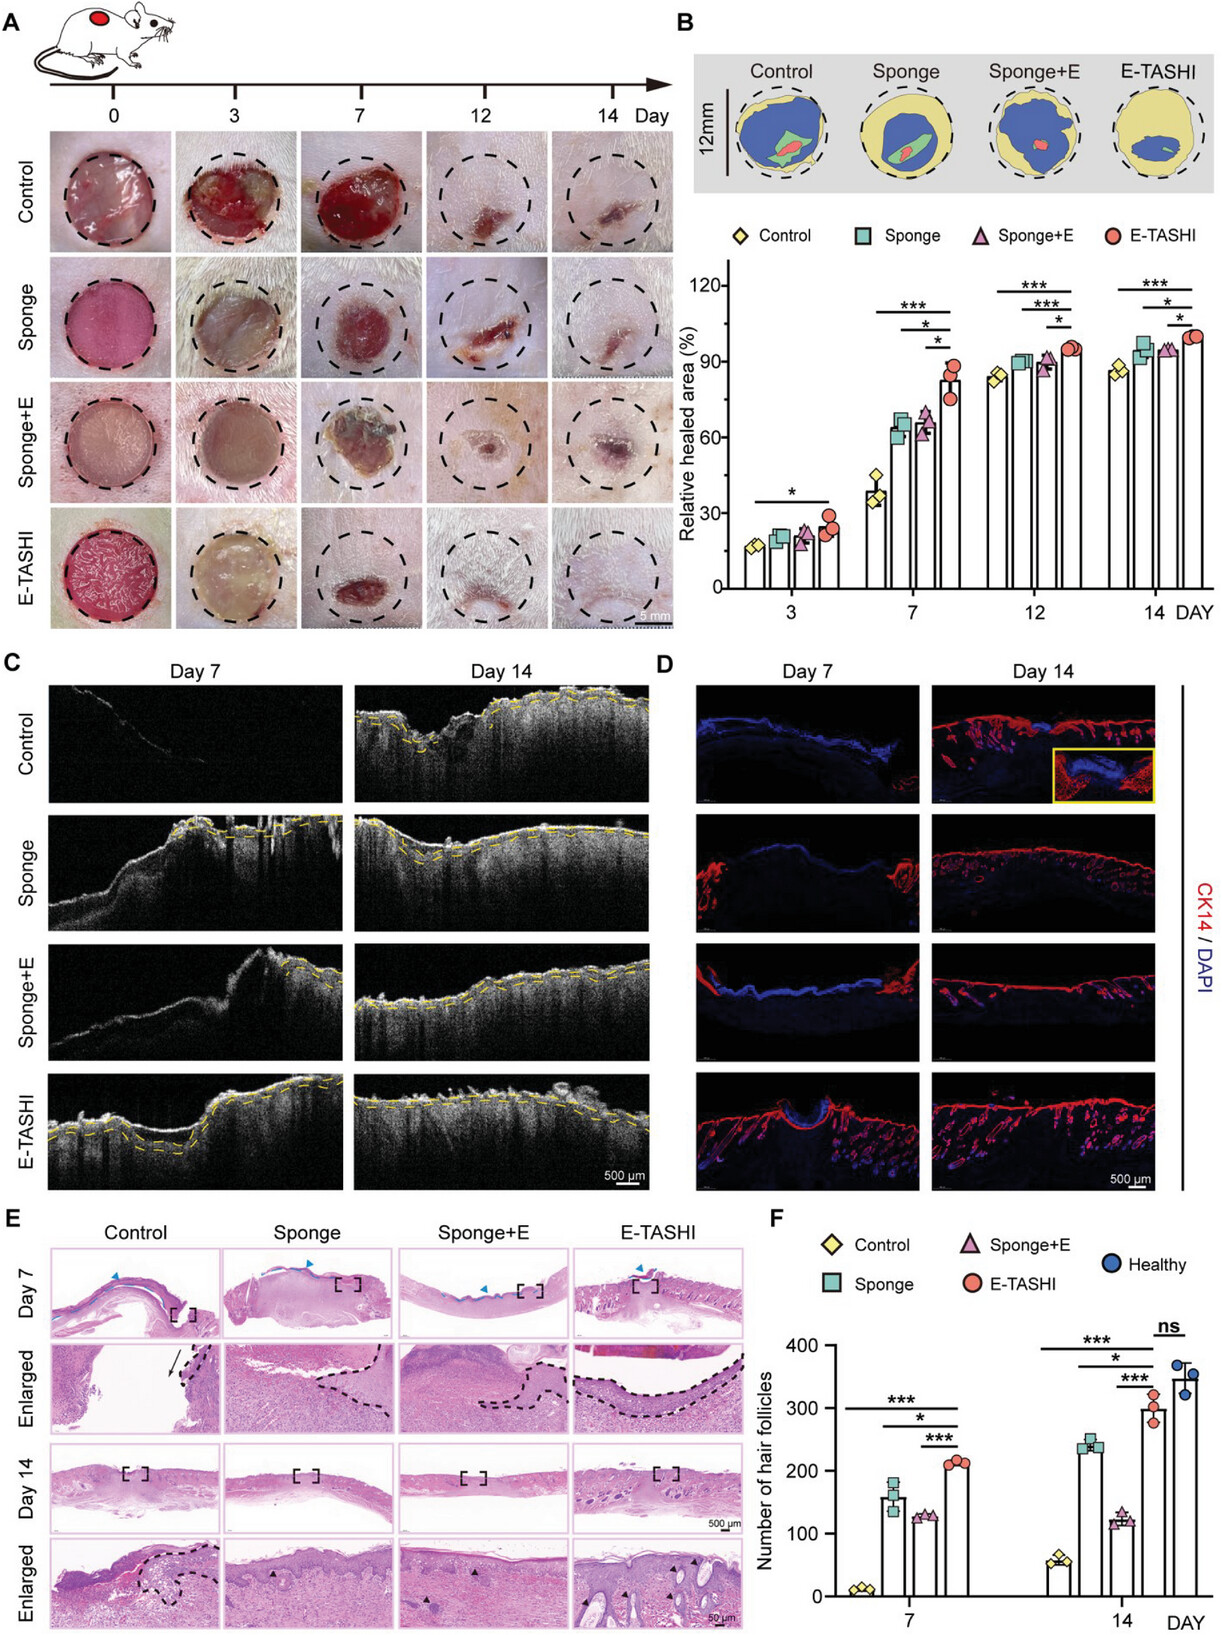 A
0 3 7 12 14 Day
Control
Sponge
Sponge+E
E-TASHI
5 mm
B
Control Sponge Sponge+E E-TASHI
12mm
Control Sponge Sponge+E E-TASHI
Relative healed area (%)
120
90
60
30
0
*
*** * *
*** *** *
*** * *
3 7 12 14 DAY
C
Day 7 Day 14
Control
Sponge
Sponge+E
E-TASHI
500 μm
D
Day 7 Day 14
CK14 / DAPI
500 μm
E
Control Sponge Sponge+E E-TASHI
Day 7
Enlarged
Day 14
500 μm
Enlarged
50 μm
F
Control Sponge+E Healthy
Sponge E-TASHI
Number of hair follicles
400
300
200
100
0
*** * ***
*** * *** ns
7 14 DAY